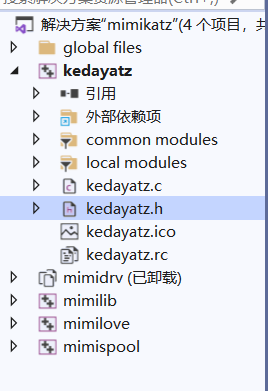 解决方案"mimikatz"(4 个项目，共
global files
kedayatz
引用
外部依赖项
common modules
local modules
kedayatz.c
kedayatz.h
kedayatz.ico
kedayatz.rc
mimidrv (已卸载)
mimilib
mimilove
mimispool